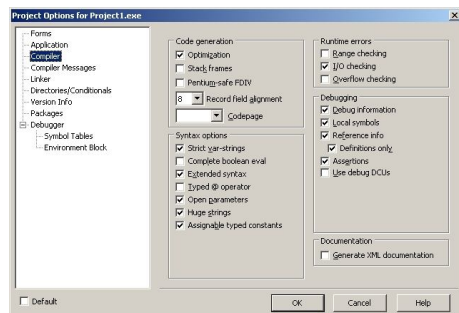 Project Options for Project1.exe
Forms
Application
Compiler
Compiler Messages
Linker
Directories/Conditionals
Version Info
Packages
Debugger
Symbol Tables
Environment Block
Code generation
Optimization
Stack frames
Pentium-safe FDIV
8 Record field alignment
Codepage
Syntax options
Strict var-strings
Complete boolean eval
Extended syntax
Typed @ operator
Open parameters
Huge strings
Assignable typed constants
Runtime errors
Range checking
I/O checking
Overflow checking
Debugging
Debug information
Local symbols
Reference info
Definitions only
Assertions
Use debug DCUs
Documentation
Generate XML documentation
Default
OK
Cancel
Help